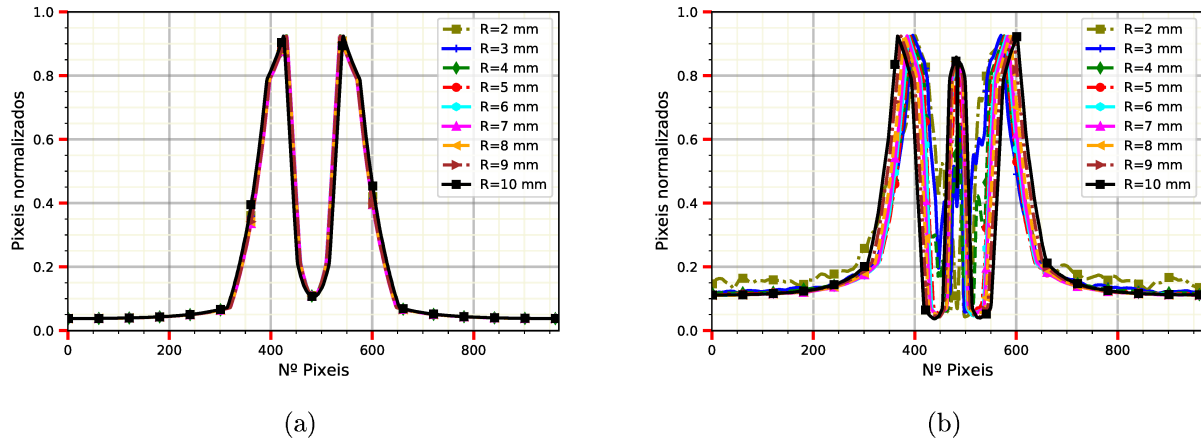 1.0
0.8
0.6
0.4
0.2
0.0
Pixeis normalizados
0
200
400
600
800
Nº Pixeis
R=2 mm
R=3 mm
R=4 mm
R=5 mm
R=6 mm
R=7 mm
R=8 mm
R=9 mm
R=10 mm
(a)
1.0
0.8
0.6
0.4
0.2
0.0
Pixeis normalizados
0
200
400
600
800
Nº Pixeis
R=2 mm
R=3 mm
R=4 mm
R=5 mm
R=6 mm
R=7 mm
R=8 mm
R=9 mm
R=10 mm
(b)